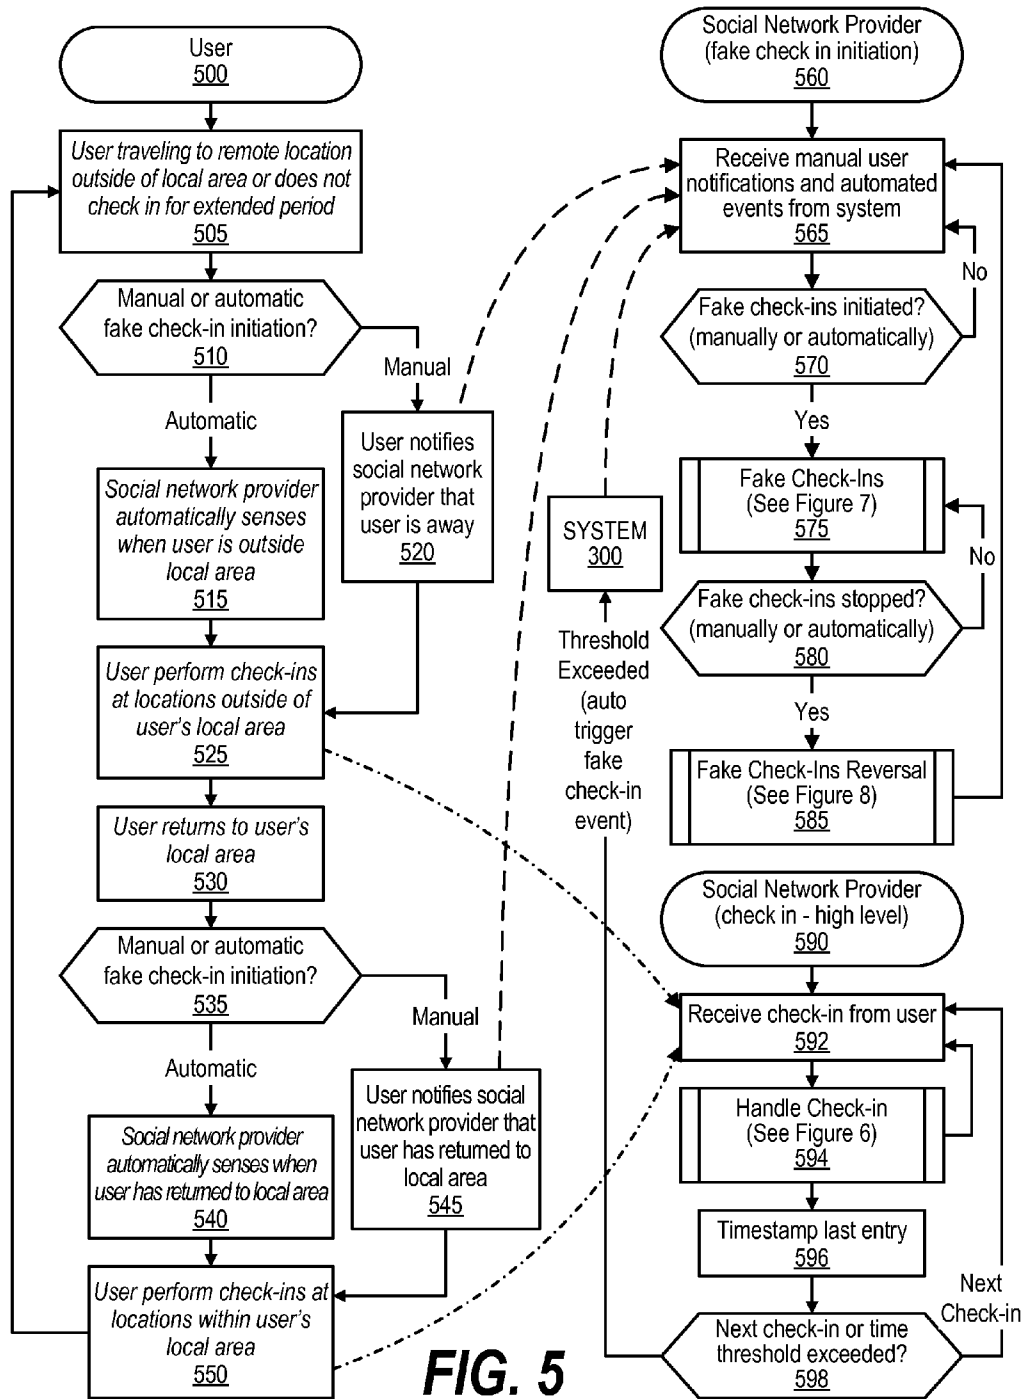 User
500
User traveling to remote location
outside of local area or does not
check in for extended period
505
Manual or automatic
fake check-in initiation?
510
Manual
Automatic
User notifies
social network
provider that
user is away
520
Social network provider
automatically senses
when user is outside
local area
515
User perform check-ins
at locations outside of
user's local area
525
User returns to user's
local area
530
Manual or automatic
fake check-in initiation?
535
Manual
Automatic
User notifies social
network provider that
user has returned to
local area
545
Social network provider
automatically senses when
user has returned to local area
540
User perform check-ins at
locations within user's
local area
550
SYSTEM
300
Threshold
Exceeded
(auto
trigger
fake
check-in
event)
Social Network Provider
(fake check in initiation)
560
Receive manual user
notifications and automated
events from system
565
No
Fake check-ins initiated?
(manually or automatically)
570
Yes
Fake Check-Ins
(See Figure 7)
575
No
Fake check-ins stopped?
(manually or automatically)
580
Yes
Fake Check-Ins Reversal
(See Figure 8)
585
Social Network Provider
(check in - high level)
590
Receive check-in from user
592
Handle Check-in
(See Figure 6)
594
Timestamp last entry
596
Next
Check-in
Next check-in or time
threshold exceeded?
598
FIG. 5